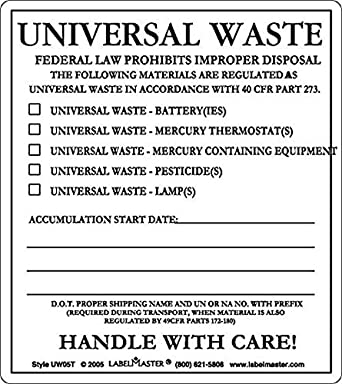 UNIVERSAL WASTE
FEDERAL LAW PROHIBITS IMPROPER DISPOSAL
THE FOLLOWING MATERIALS ARE REGULATED AS
UNIVERSAL WASTE IN ACCORDANCE WITH 40 CFR PART 273.
UNIVERSAL WASTE - BATTERY(IES)
UNIVERSAL WASTE - MERCURY THERMOSTAT(S)
UNIVERSAL WASTE - MERCURY CONTAINING EQUIPMENT
UNIVERSAL WASTE - PESTICIDE(S)
UNIVERSAL WASTE - LAMP(S)
ACCUMULATION START DATE:
D.O.T. PROPER SHIPPING NAME AND UN OR NA NO. WITH PREFIX
(REQUIRED DURING TRANSPORT, WHEN MATERIAL IS ALSO
REGULATED BY 49CFR PARTS 172-180)
HANDLE WITH CARE!
Style UW05T © 2005 LABELMASTER ® (800) 621-5808 www.labelmaster.com